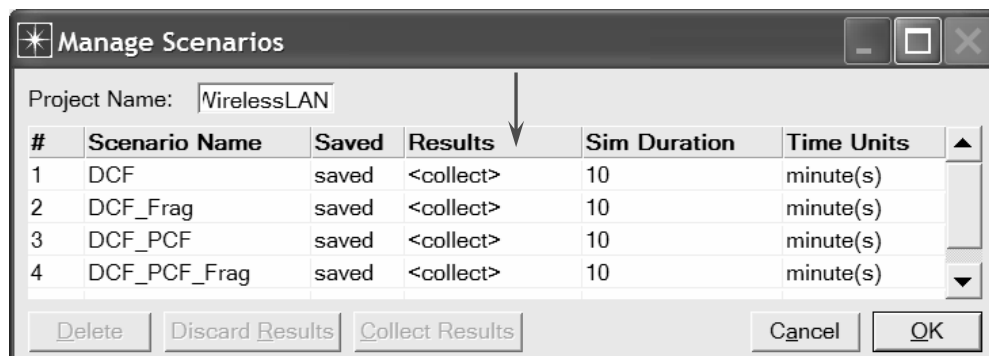 Manage Scenarios
Project Name: WirelessLAN
# Scenario Name Saved Results Sim Duration Time Units
1 DCF saved <collect> 10 minute(s)
2 DCF_Frag saved <collect> 10 minute(s)
3 DCF_PCF saved <collect> 10 minute(s)
4 DCF_PCF_Frag saved <collect> 10 minute(s)
Delete Discard Results Collect Results Cancel OK